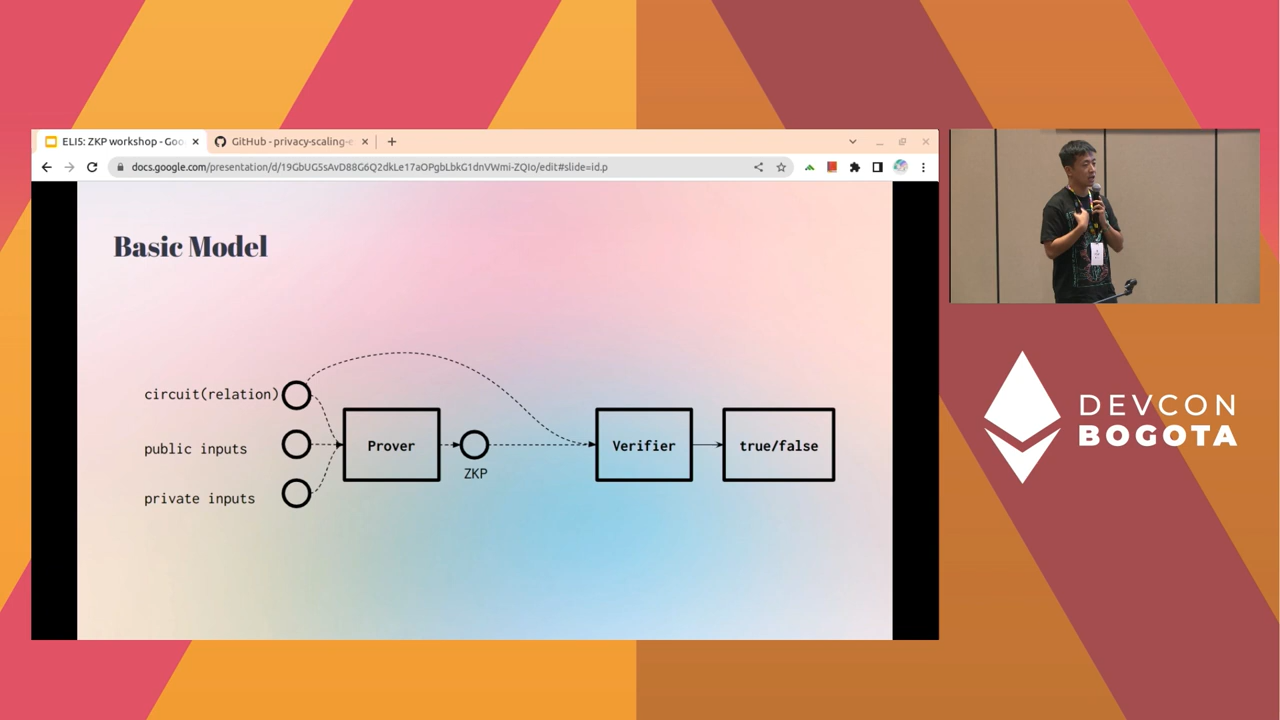 ELI5: ZKP workshop - Goo
GitHub - privacy-scaling-e
docs.google.com/presentation/d/19GbUG5sAvD88G6Q2dkLe17aOPgbLbkG1dnVWmi-ZQIo/edit#slide=id.p
Basic Model
circuit(relation)
public inputs
private inputs
Prover
ZKP
Verifier
true/false
DEVCON
BOGOTA